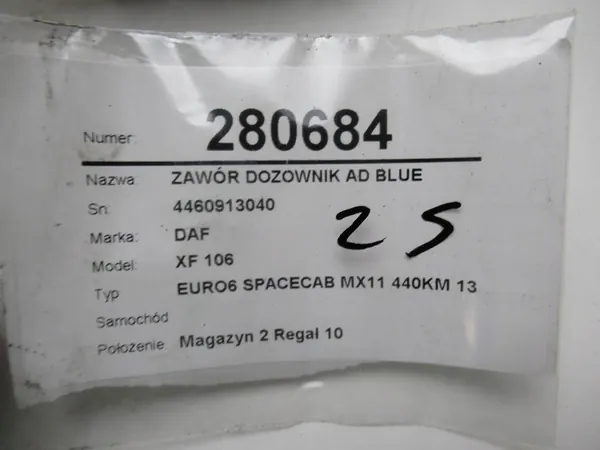 Numer: 280684
Nazwa: ZAWÓR DOZOWNIK AD BLUE
Sn: 4460913040
Marka: DAF
Model: XF 106
Typ EURO6 SPACECAB MX11 440KM 13
Samochód
Położenie: Magazyn 2 Regał 10
25